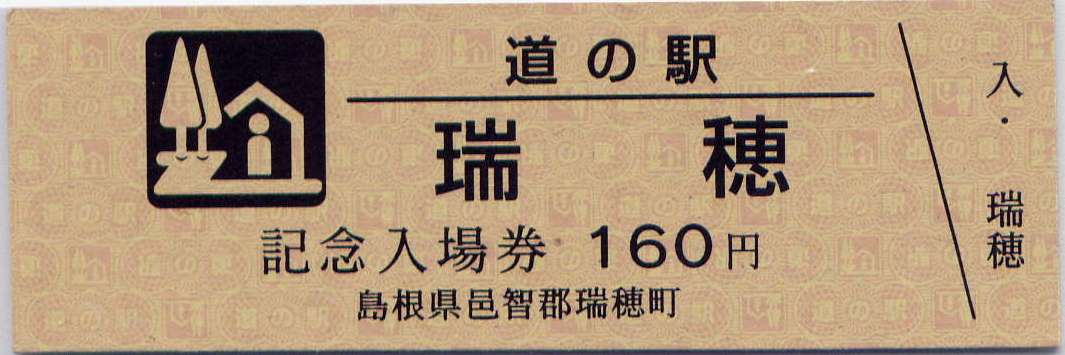 道の駅
瑞穂
記念入場券 160円
島根県邑智郡瑞穂町
入・瑞穂